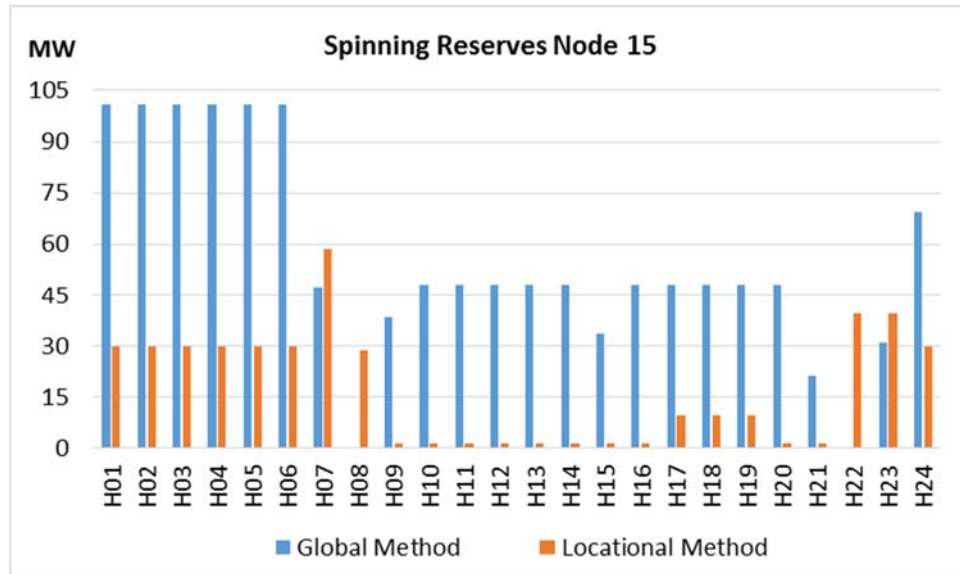 MW
Spinning Reserves Node 15
105
90
75
60
45
30
15
0
H01
H02
H03
H04
H05
H06
H07
H08
H09
H10
H11
H12
H13
H14
H15
H16
H17
H18
H19
H20
H21
H22
H23
H24
Global Method
Locational Method